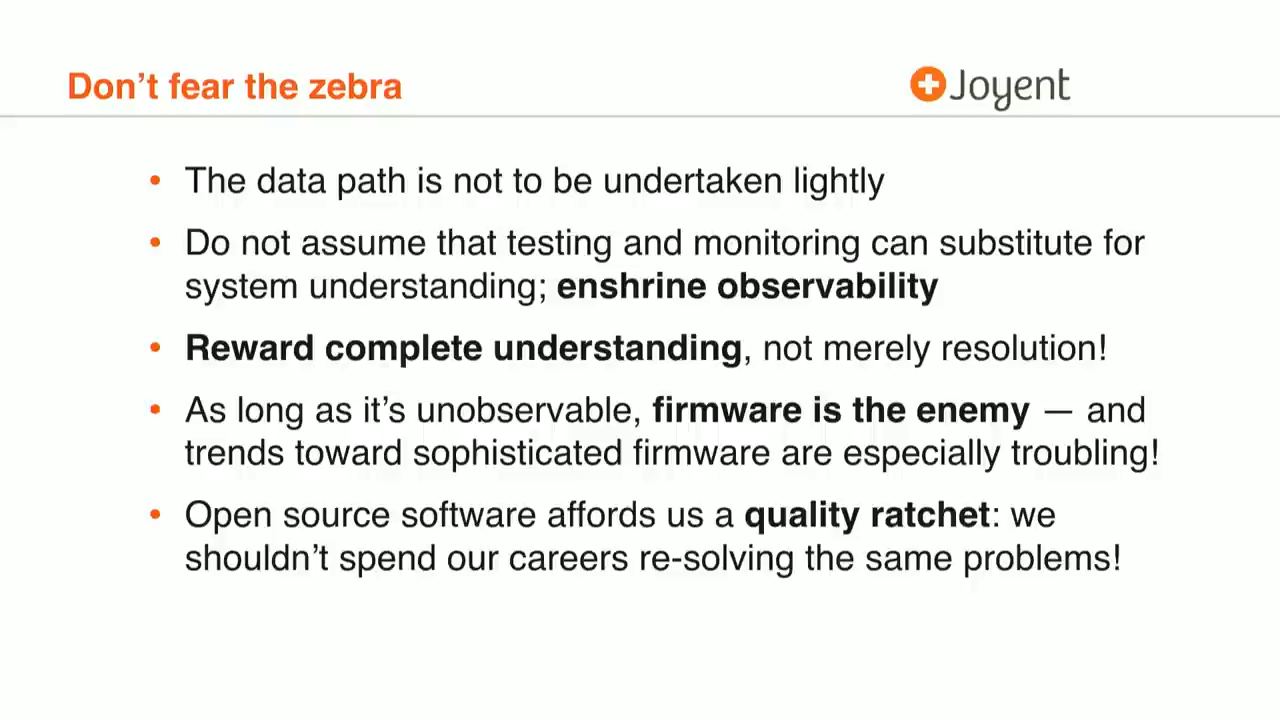 Don’t fear the zebra
Joyent
• The data path is not to be undertaken lightly
• Do not assume that testing and monitoring can substitute for
system understanding; enshrine observability
• Reward complete understanding, not merely resolution!
• As long as it’s unobservable, firmware is the enemy — and
trends toward sophisticated firmware are especially troubling!
• Open source software affords us a quality ratchet: we
shouldn’t spend our careers re-solving the same problems!